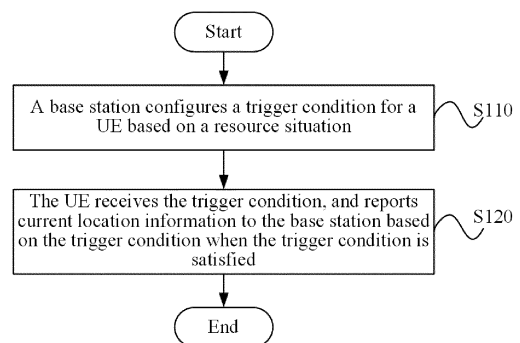 Start
A base station configures a trigger condition for a
UE based on a resource situation
S110
The UE receives the trigger condition, and reports
current location information to the base station based
on the trigger condition when the trigger condition is
satisfied
S120
End